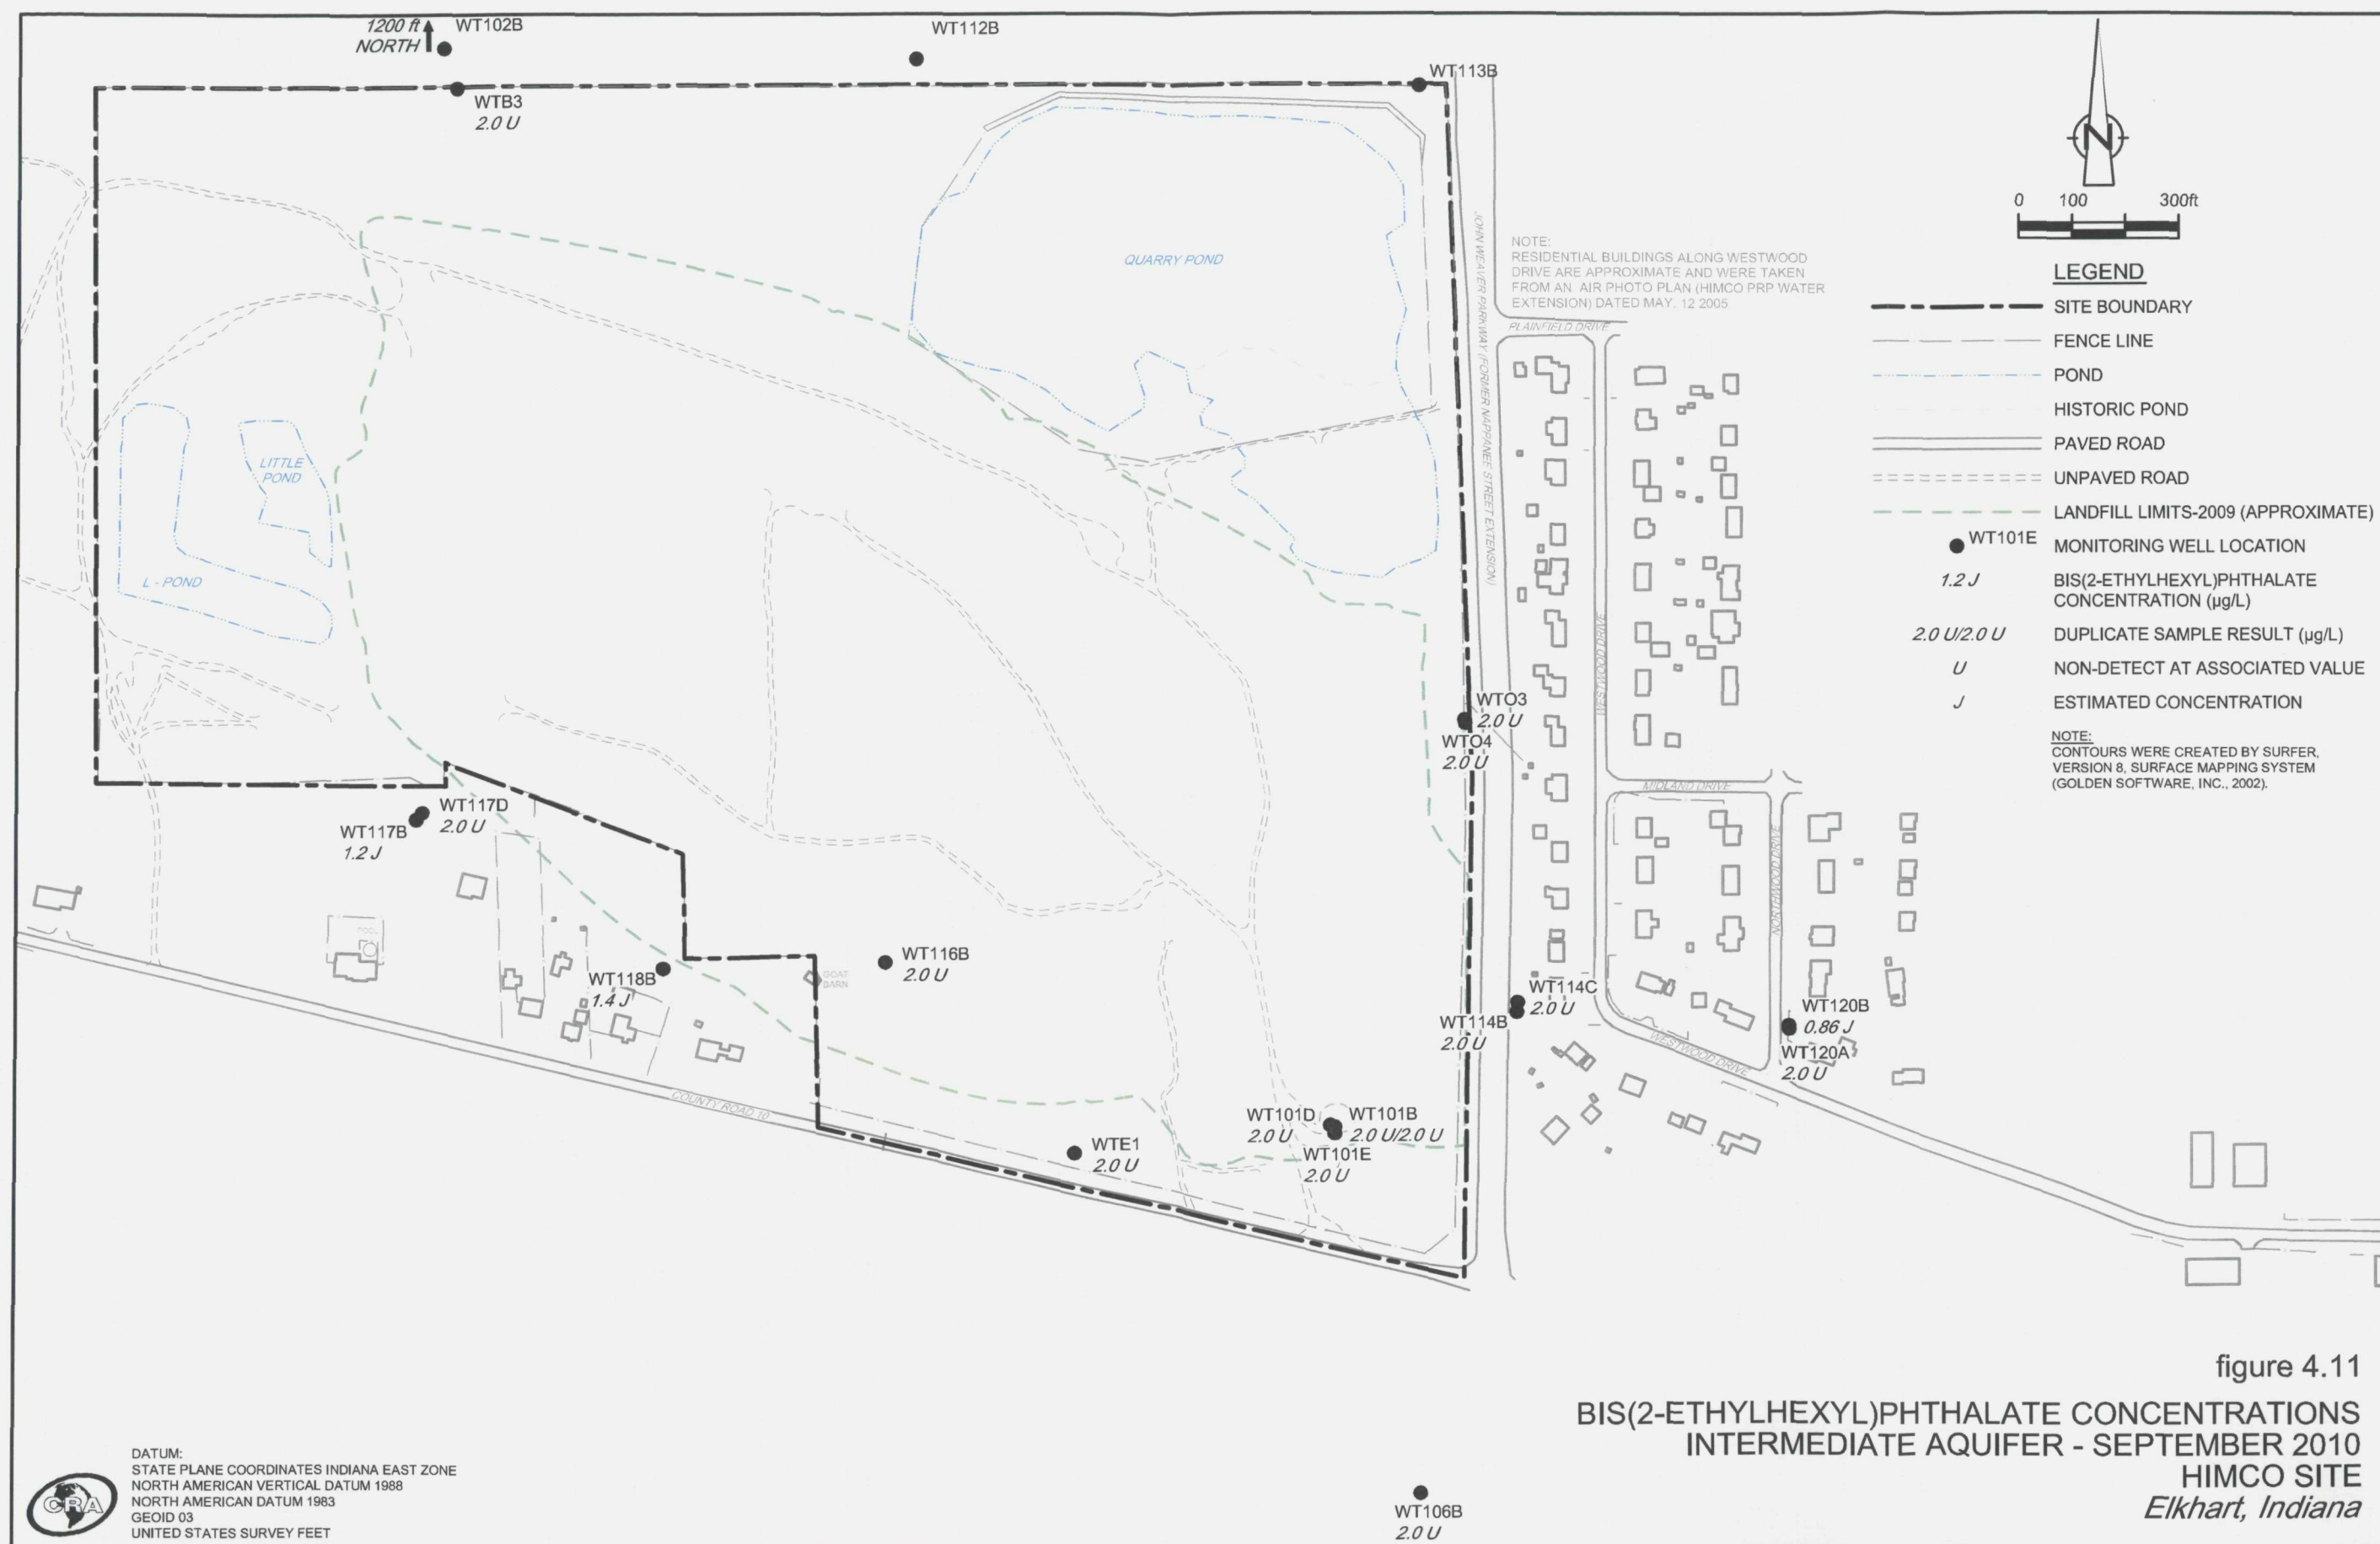 1200 ft
NORTH
WT102B
WT112B
WT113B
WTB3
2.0 U
N
0 100 300ft
QUARRY POND
NOTE:
RESIDENTIAL BUILDINGS ALONG WESTWOOD
DRIVE ARE APPROXIMATE AND WERE TAKEN
FROM AN AIR PHOTO PLAN (HIMCO PRP WATER
EXTENSION) DATED MAY. 12 2005
JOHN WEAVER PARKWAY (FORMER NAPPANEE STREET EXTENSION)
PLAINFIELD DRIVE
LEGEND
SITE BOUNDARY
FENCE LINE
POND
HISTORIC POND
PAVED ROAD
UNPAVED ROAD
LANDFILL LIMITS-2009 (APPROXIMATE)
WT101E
MONITORING WELL LOCATION
1.2 J
BIS(2-ETHYLHEXYL)PHTHALATE
CONCENTRATION (µg/L)
2.0 U/2.0 U
DUPLICATE SAMPLE RESULT (µg/L)
U
NON-DETECT AT ASSOCIATED VALUE
J
ESTIMATED CONCENTRATION
NOTE:
CONTOURS WERE CREATED BY SURFER,
VERSION 8, SURFACE MAPPING SYSTEM
(GOLDEN SOFTWARE, INC., 2002).
LITTLE
POND
L - POND
WESTWOOD DRIVE
WTO3
2.0 U
WTO4
2.0 U
MIDLAND DRIVE
NORTHWOOD DRIVE
WT117D
2.0 U
WT117B
1.2 J
POOL
WT118B
1.4 J
GOAT
BARN
WT116B
2.0 U
WT114C
2.0 U
WT114B
2.0 U
WT120B
0.86 J
WT120A
2.0 U
WESTWOOD DRIVE
COUNTY ROAD 10
WTE1
2.0 U
WT101D
2.0 U
WT101B
2.0 U/2.0 U
WT101E
2.0 U
WT106B
2.0 U
figure 4.11
BIS(2-ETHYLHEXYL)PHTHALATE CONCENTRATIONS
INTERMEDIATE AQUIFER - SEPTEMBER 2010
HIMCO SITE
Elkhart, Indiana
CRA
DATUM:
STATE PLANE COORDINATES INDIANA EAST ZONE
NORTH AMERICAN VERTICAL DATUM 1988
NORTH AMERICAN DATUM 1983
GEOID 03
UNITED STATES SURVEY FEET